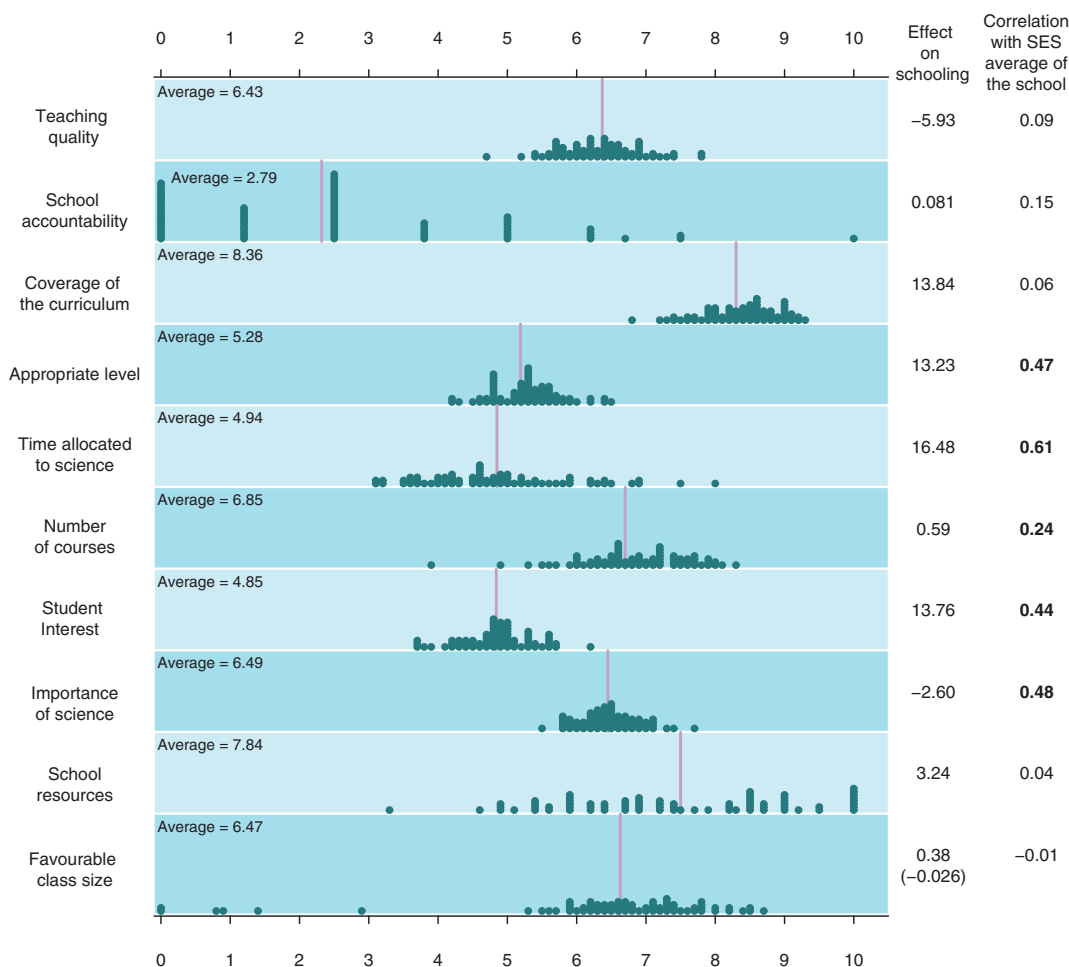 0 1 2 3 4 5 6 7 8 9 10
Effect
on
schooling
Correlation
with SES
average of
the school
Average = 6.43
Teaching
quality
−5.93
0.09
Average = 2.79
School
accountability
0.081
0.15
Average = 8.36
Coverage of
the curriculum
13.84
0.06
Average = 5.28
Appropriate level
13.23
0.47
Average = 4.94
Time allocated
to science
16.48
0.61
Average = 6.85
Number
of courses
0.59
0.24
Average = 4.85
Student
Interest
13.76
0.44
Average = 6.49
Importance
of science
−2.60
0.48
Average = 7.84
School
resources
3.24
0.04
Average = 6.47
Favourable
class size
0.38
(−0.026)
−0.01
0 1 2 3 4 5 6 7 8 9 10